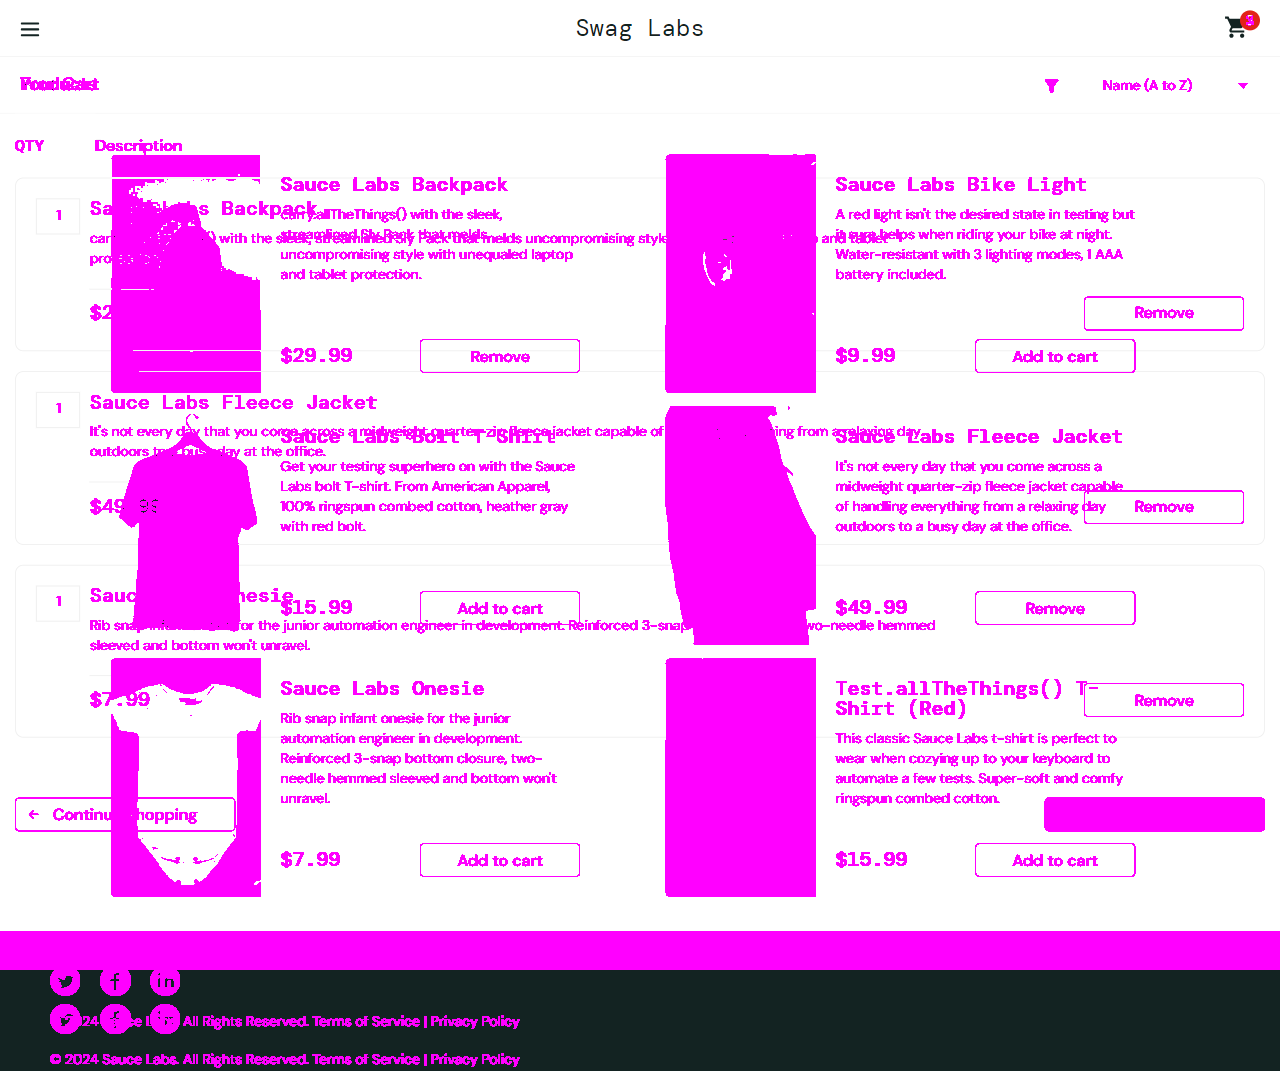 Swag Labs
Name (A to Z)
QTY Description
Sauce Labs Backpack
Sauce Labs Bike Light
1
Backpack
carry.allTheThings() with the sleek,
A red light isn't the desired state in testing but
with the sleek, streamlined Sly Pack that melds uncompromising style and tablet
it sure helps when riding your bike at night.
uncompromising style with unequaled laptop
Water-resistant with 3 lighting modes, 1 AAA
and tablet protection.
battery included.
Remove
$29.99
Remove
$9.99
Add to cart
1
Sauce Labs Fleece Jacket
It's not every day that you come across a midweight quarter-zip fleece jacket capable of from a relaxing day
outdoors to a busy day at the office.
Sauce Labs Bolt T-Shirt
Sauce Labs Fleece Jacket
Get your testing superhero on with the Sauce
It's not every day that you come across a
Labs bolt T-shirt. From American Apparel,
midweight quarter-zip fleece jacket capable
100% ringspun combed cotton, heather gray
of handling everything from a relaxing day
Remove
with red bolt.
outdoors to a busy day at the office.
1
$15.99
Add to cart
$49.99
Remove
Rib snap for the junior automation engineer in development. Reinforced 3-snap two-needle hemmed
sleeved and bottom won't unravel.
$7.99
Sauce Labs Onesie
Test.allTheThings() T-
Shirt (Red)
Remove
Rib snap infant onesie for the junior
automation engineer in development.
Reinforced 3-snap bottom closure, two-
needle hemmed sleeved and bottom won't
unravel.
This classic Sauce Labs t-shirt is perfect to
wear when cozying up to your keyboard to
automate a few tests. Super-soft and comfy
ringspun combed cotton.
Continue Shopping
$7.99
Add to cart
$15.99
Add to cart
All Rights Reserved. Terms of Service | Privacy Policy
© 2024 Sauce Labs. All Rights Reserved. Terms of Service | Privacy Policy